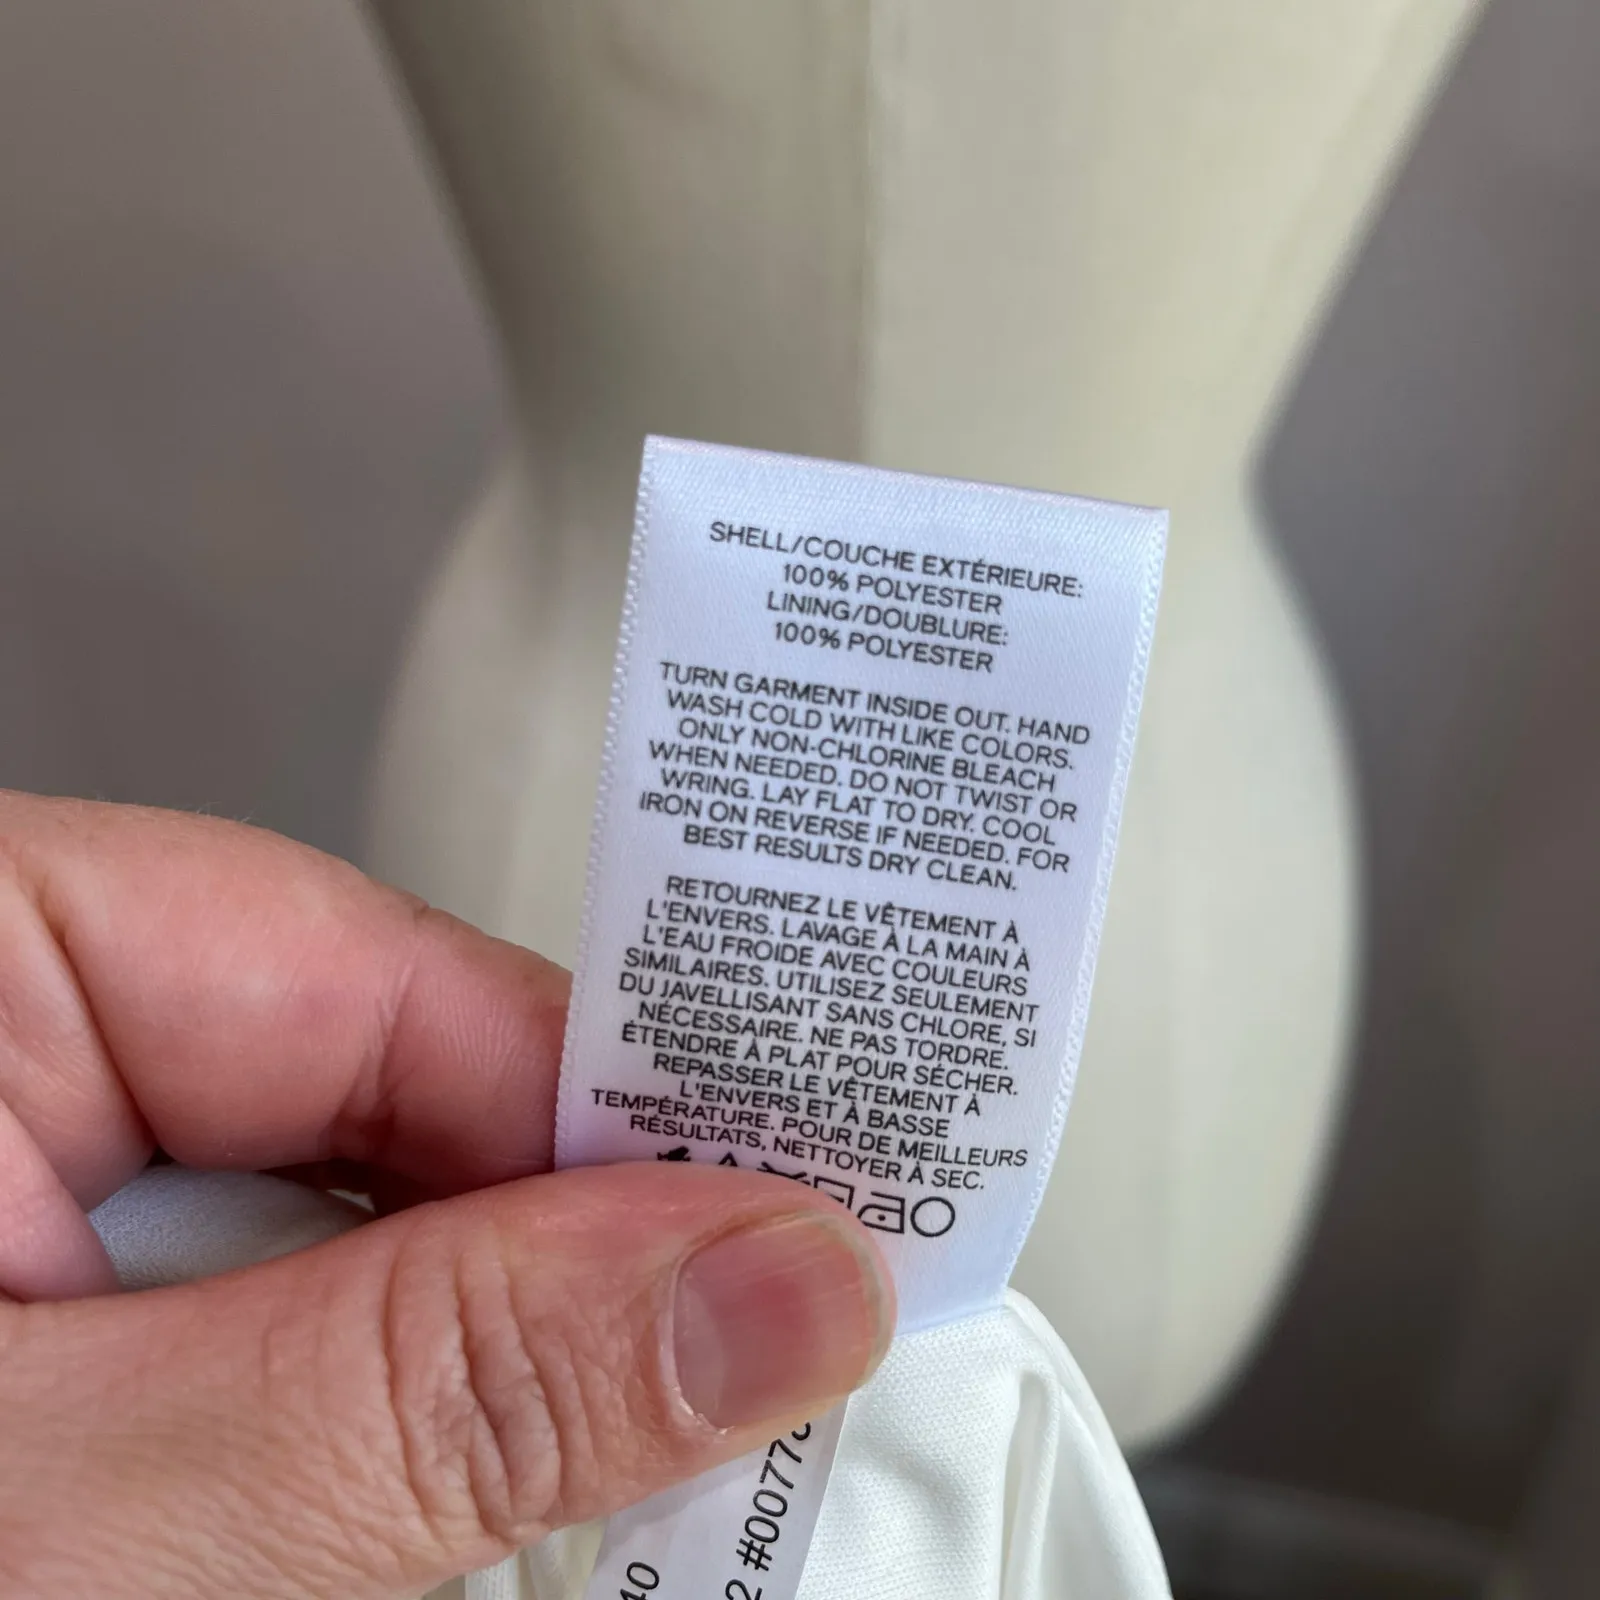 SHELL/COUCHE EXTÉRIEURE:
100% POLYESTER
LINING/DOUBLURE:
100% POLYESTER
TURN GARMENT INSIDE OUT. HAND
WASH COLD WITH LIKE COLORS.
ONLY NON-CHLORINE BLEACH
WHEN NEEDED. DO NOT TWIST OR
WRING. LAY FLAT TO DRY. COOL
IRON ON REVERSE IF NEEDED. FOR
BEST RESULTS DRY CLEAN.
RETOURNEZ LE VÊTEMENT À
L'ENVERS. LAVAGE À LA MAIN À
L'EAU FROIDE AVEC COULEURS
SIMILAIRES. UTILISEZ SEULEMENT
DU JAVELLISANT SANS CHLORE, SI
NÉCESSAIRE. NE PAS TORDRE.
ÉTENDRE À PLAT POUR SÉCHER.
REPASSER LE VÊTEMENT À
L'ENVERS ET À BASSE
TEMPÉRATURE. POUR DE MEILLEURS
RÉSULTATS, NETTOYER À SEC.